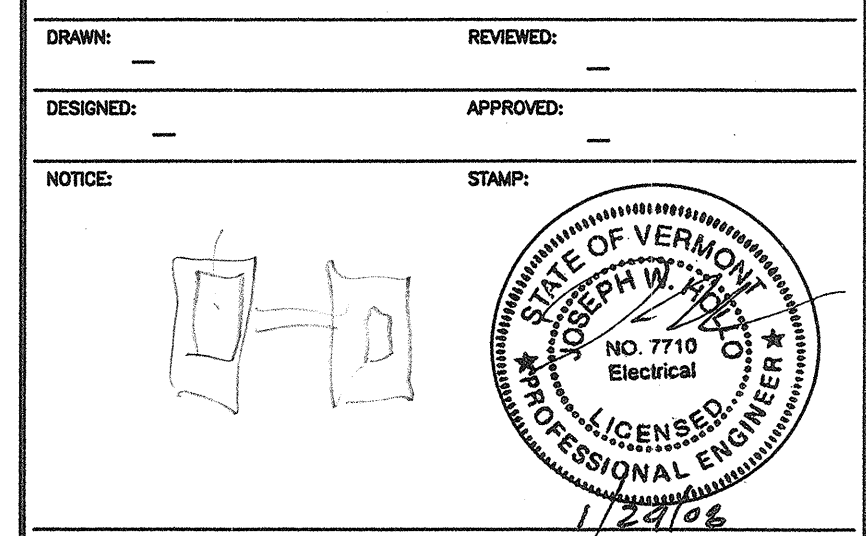 DRAWN: REVIEWED:
— —
DESIGNED: APPROVED:
— —
NOTICE: STAMP:
STATE OF VERMONT
JOSEPH W. HOLLO
NO. 7710
Electrical
LICENSED
★ PROFESSIONAL ENGINEER ★
1/29/08